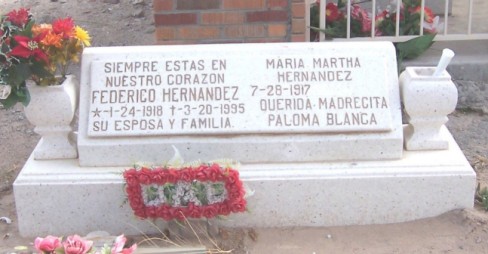 SIEMPRE ESTAS EN
NUESTRO CORAZON
FEDERICO HERNANDEZ
*1-24-1918 †3-20-1995
SU ESPOSA Y FAMILIA.
MARIA MARTHA
HERNANDEZ
7-28-1917
QUERIDA MADRECITA
PALOMA BLANCA